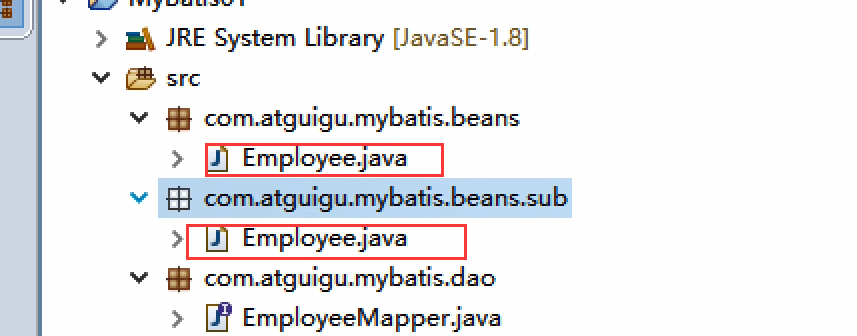 MyBatis01
JRE System Library [JavaSE-1.8]
src
com.atguigu.mybatis.beans
Employee.java
com.atguigu.mybatis.beans.sub
Employee.java
com.atguigu.mybatis.dao
EmployeeMapper.java